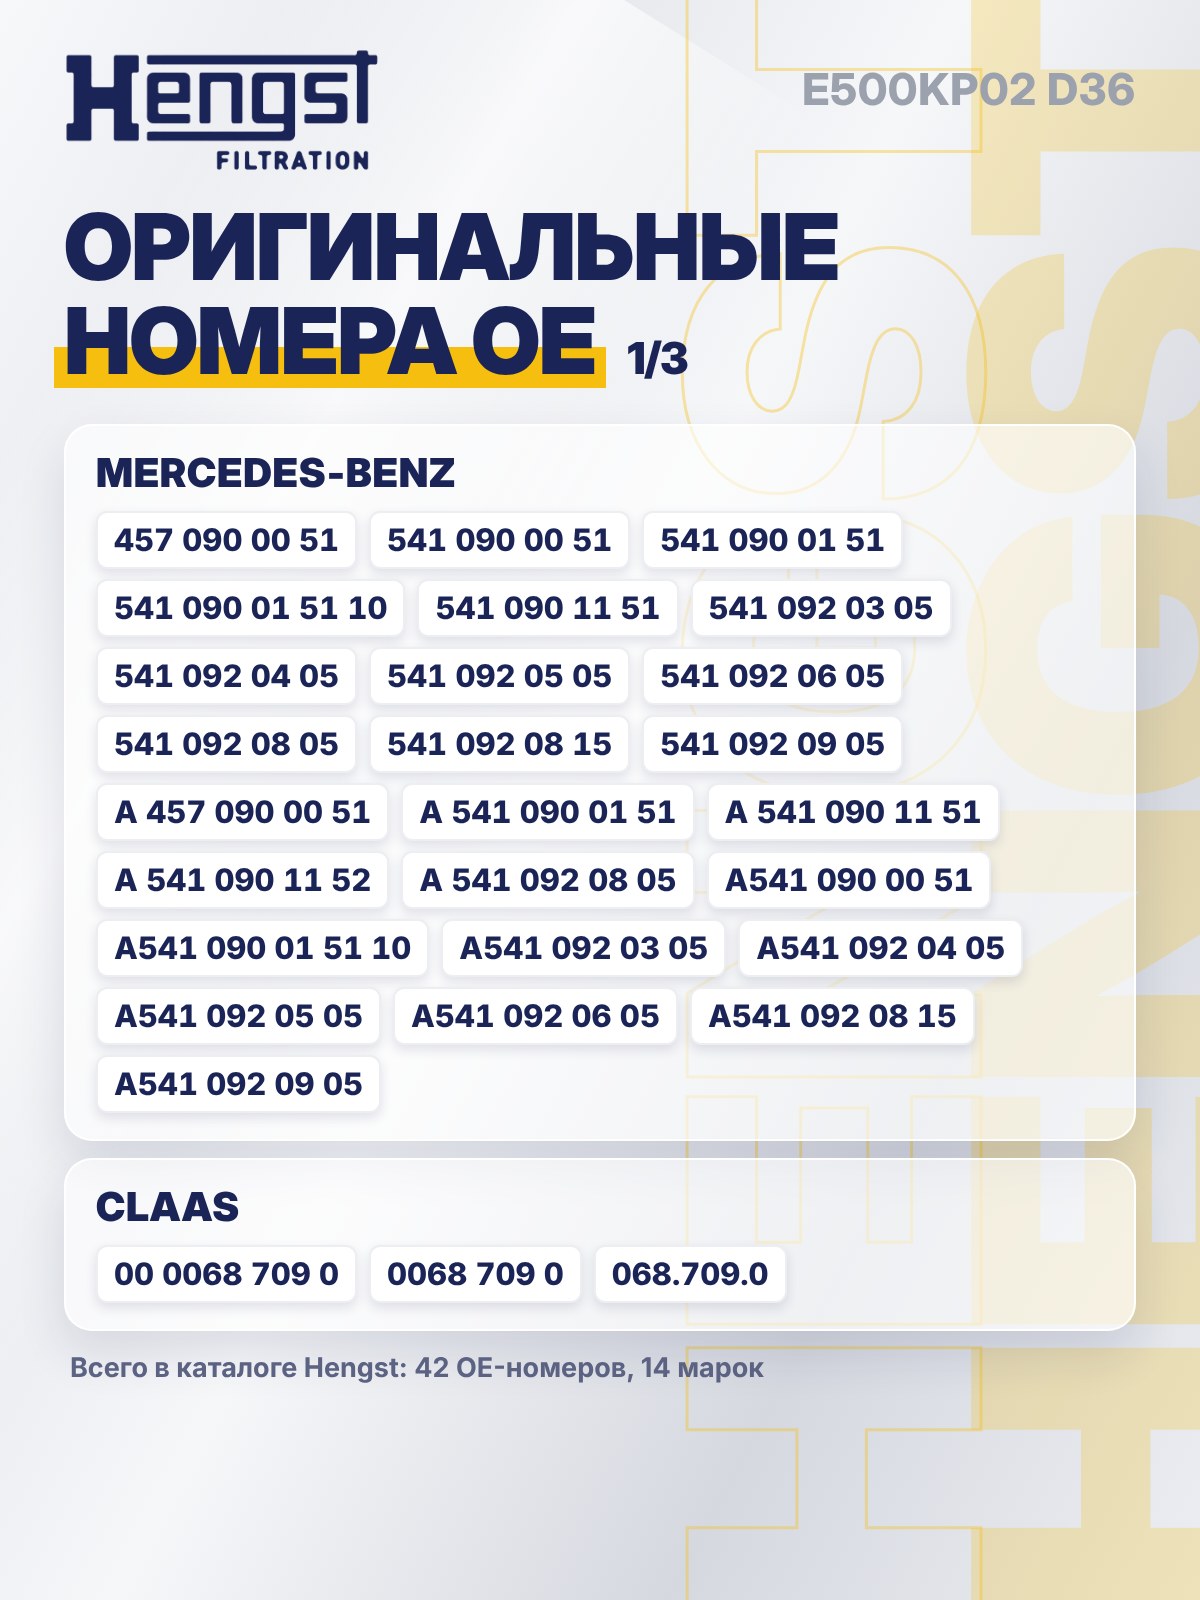 Hengst
FILTRATION
E500KP02 D36
ОРИГИНАЛЬНЫЕ
НОМЕРА ОЕ 1/3
MERCEDES-BENZ
457 090 00 51 541 090 00 51 541 090 01 51
541 090 01 51 10 541 090 11 51 541 092 03 05
541 092 04 05 541 092 05 05 541 092 06 05
541 092 08 05 541 092 08 15 541 092 09 05
A 457 090 00 51 A 541 090 01 51 A 541 090 11 51
A 541 090 11 52 A 541 092 08 05 A541 090 00 51
A541 090 01 51 10 A541 092 03 05 A541 092 04 05
A541 092 05 05 A541 092 06 05 A541 092 08 15
A541 092 09 05
CLAAS
00 0068 709 0 0068 709 0 068.709.0
Всего в каталоге Hengst: 42 ОЕ-номеров, 14 марок
HENGST
HENGST